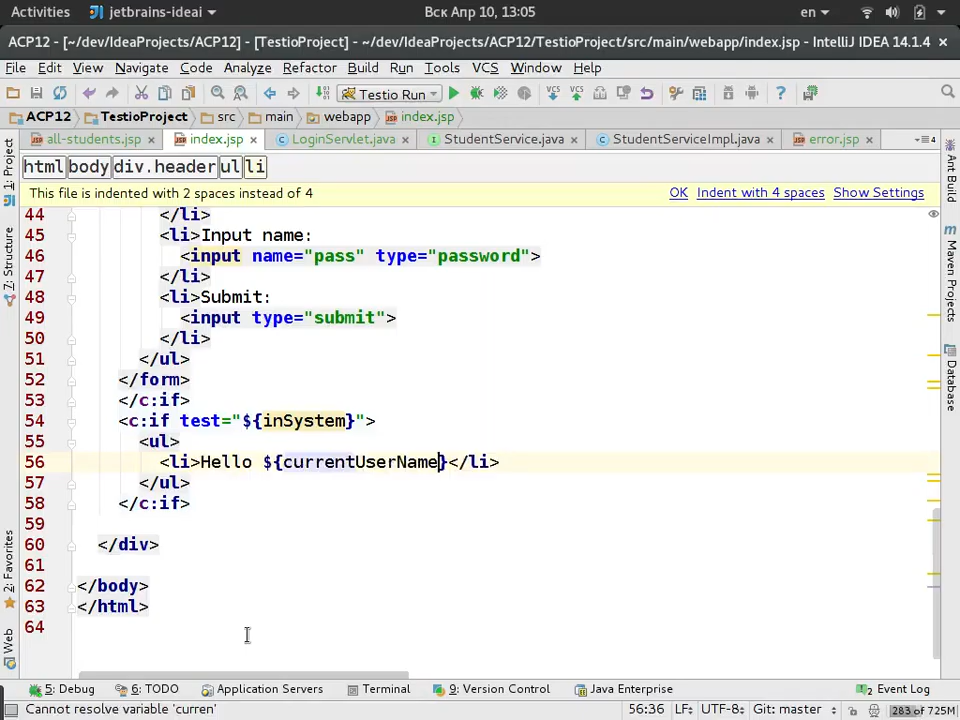 Activities jetbrains-ideai Вск Апр 10, 13:05 en
ACP12 - [~/dev/IdeaProjects/ACP12] - [TestioProject] - ~/dev/IdeaProjects/ACP12/TestioProject/src/main/webapp/index.jsp - IntelliJ IDEA 14.1.4
File Edit View Navigate Code Analyze Refactor Build Run Tools VCS Window Help
Testio Run VCS VCS
ACP12 TestioProject src main webapp index.jsp
all-students.jsp index.jsp LoginServlet.java StudentService.java StudentServiceImpl.java error.jsp 4
html body div.header ul li
This file is indented with 2 spaces instead of 4 OK Indent with 4 spaces Show Settings
44 </li>
45 <li>Input name:
46 <input name="pass" type="password">
47 </li>
48 <li>Submit:
49 <input type="submit">
50 </li>
51 </ul>
52 </form>
53 </c:if>
54 <c:if test="${inSystem}">
55 <ul>
56 <li>Hello ${currentUserName}</li>
57 </ul>
58 </c:if>
59
60 </div>
61
62 </body>
63 </html>
64
1: Project
7: Structure
2: Favorites
Web
Ant Build
Maven Projects
Database
5: Debug 6: TODO Application Servers Terminal 9: Version Control Java Enterprise Event Log
Cannot resolve variable 'curren' 56:36 LF UTF-8 Git: master 283 of 725M